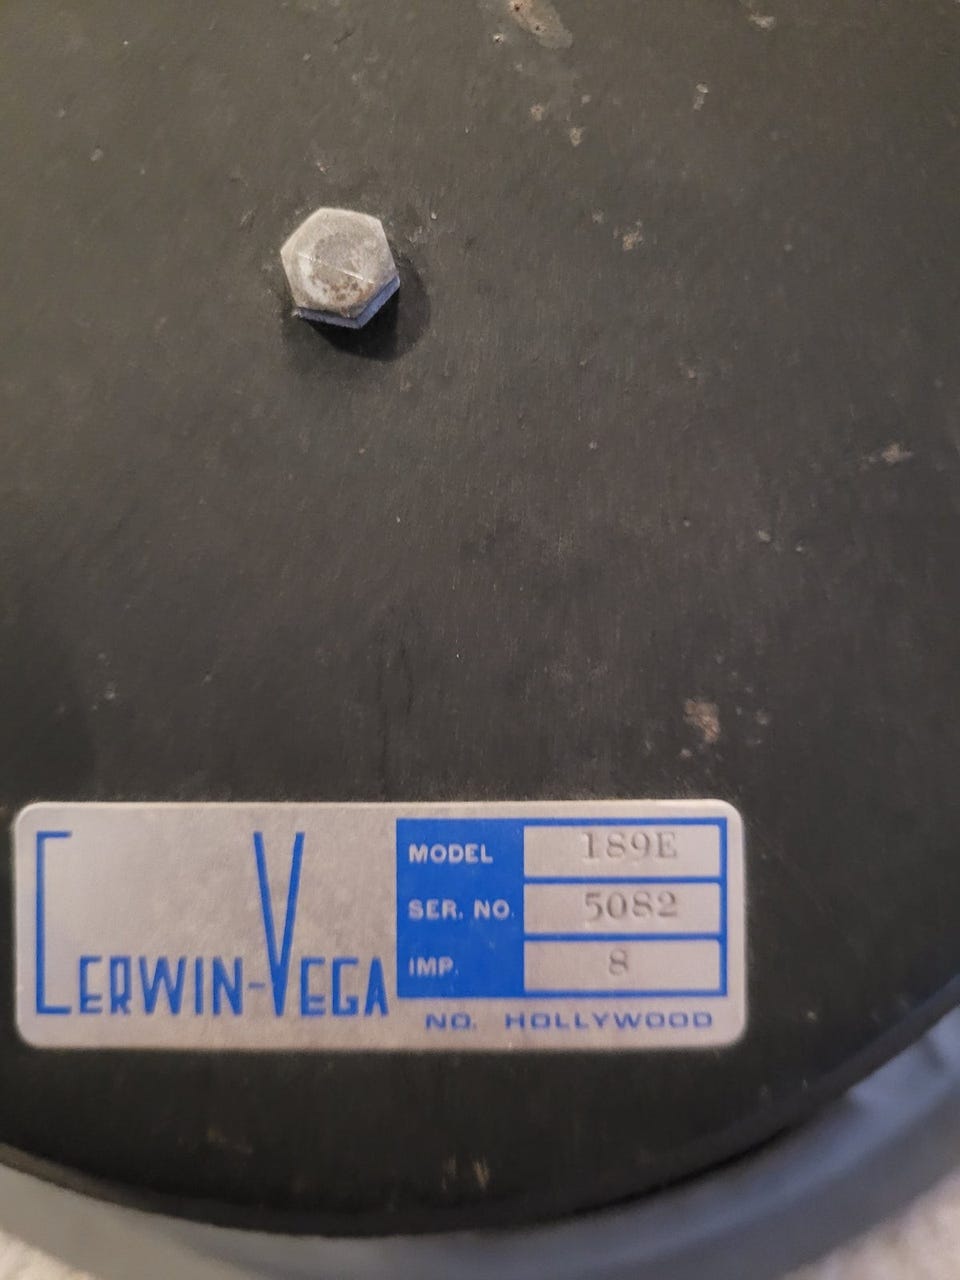 CERWIN-VEGA
MODEL 189E
SER. NO. 5082
IMP. 8
NO. HOLLYWOOD